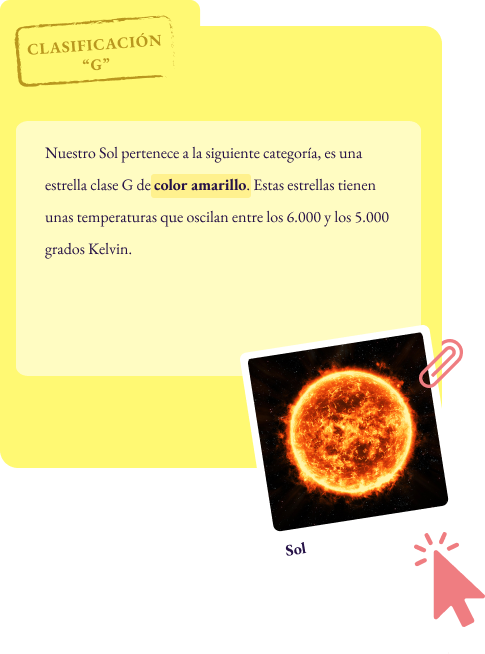 CLASIFICACIÓN
“G”
Nuestro Sol pertenece a la siguiente categoría, es una
estrella clase G de color amarillo. Estas estrellas tienen
unas temperaturas que oscilan entre los 6.000 y los 5.000
grados Kelvin.
Sol